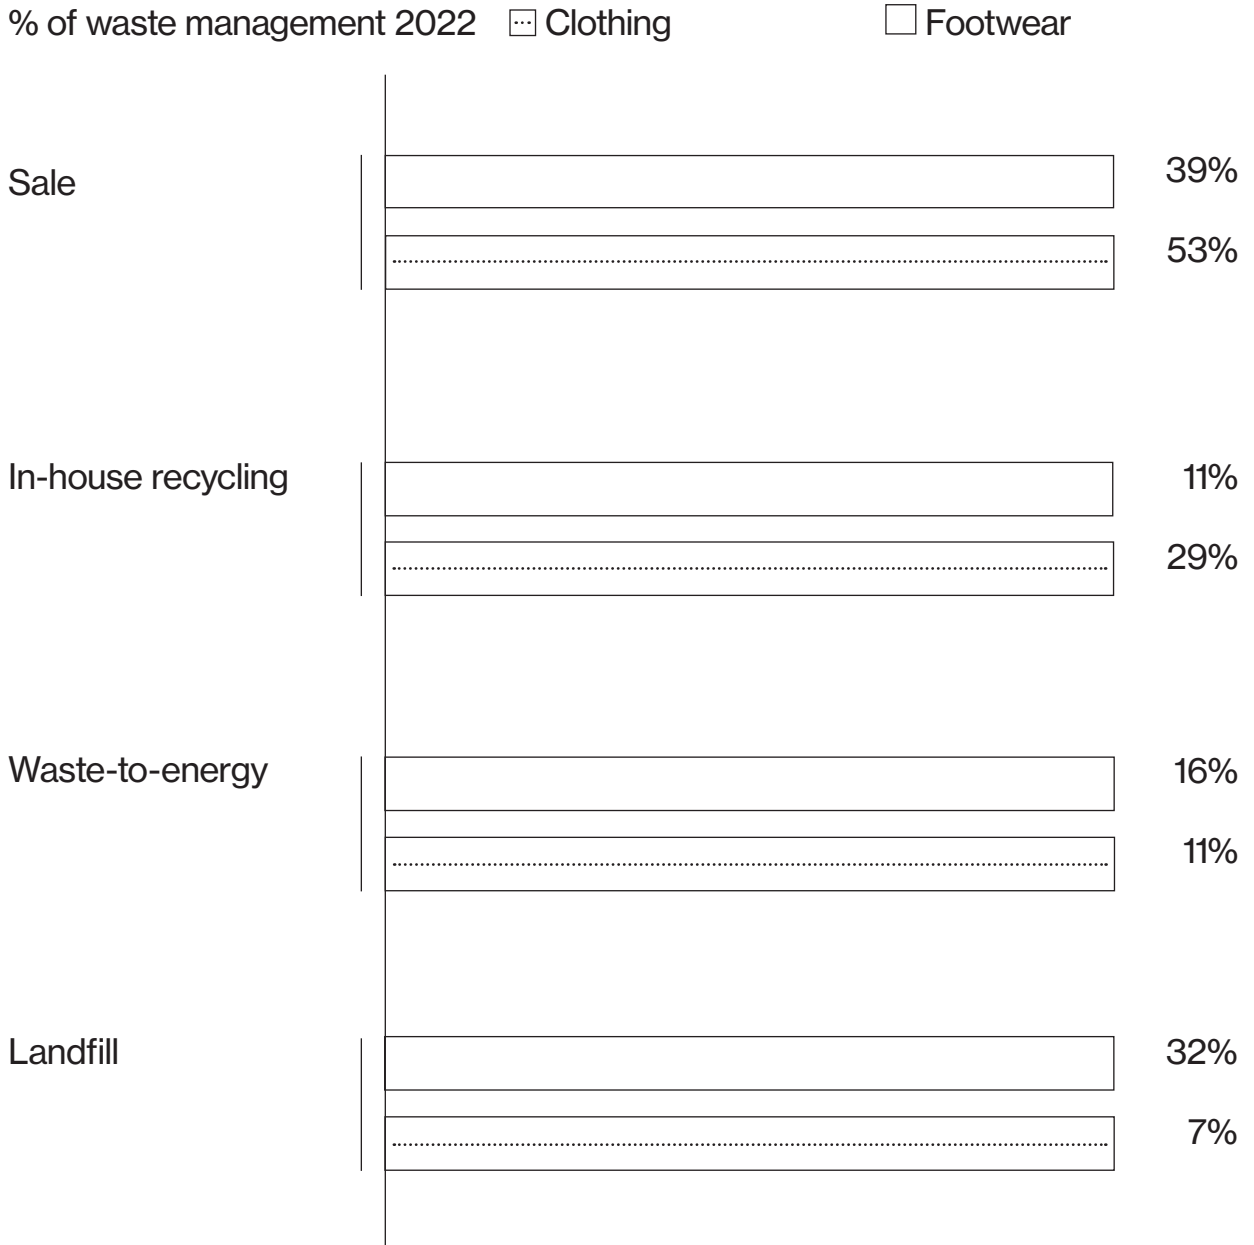 % of waste management 2022 Clothing Footwear
Sale 39%
53%
In-house recycling 11%
29%
Waste-to-energy 16%
11%
Landfill 32%
7%